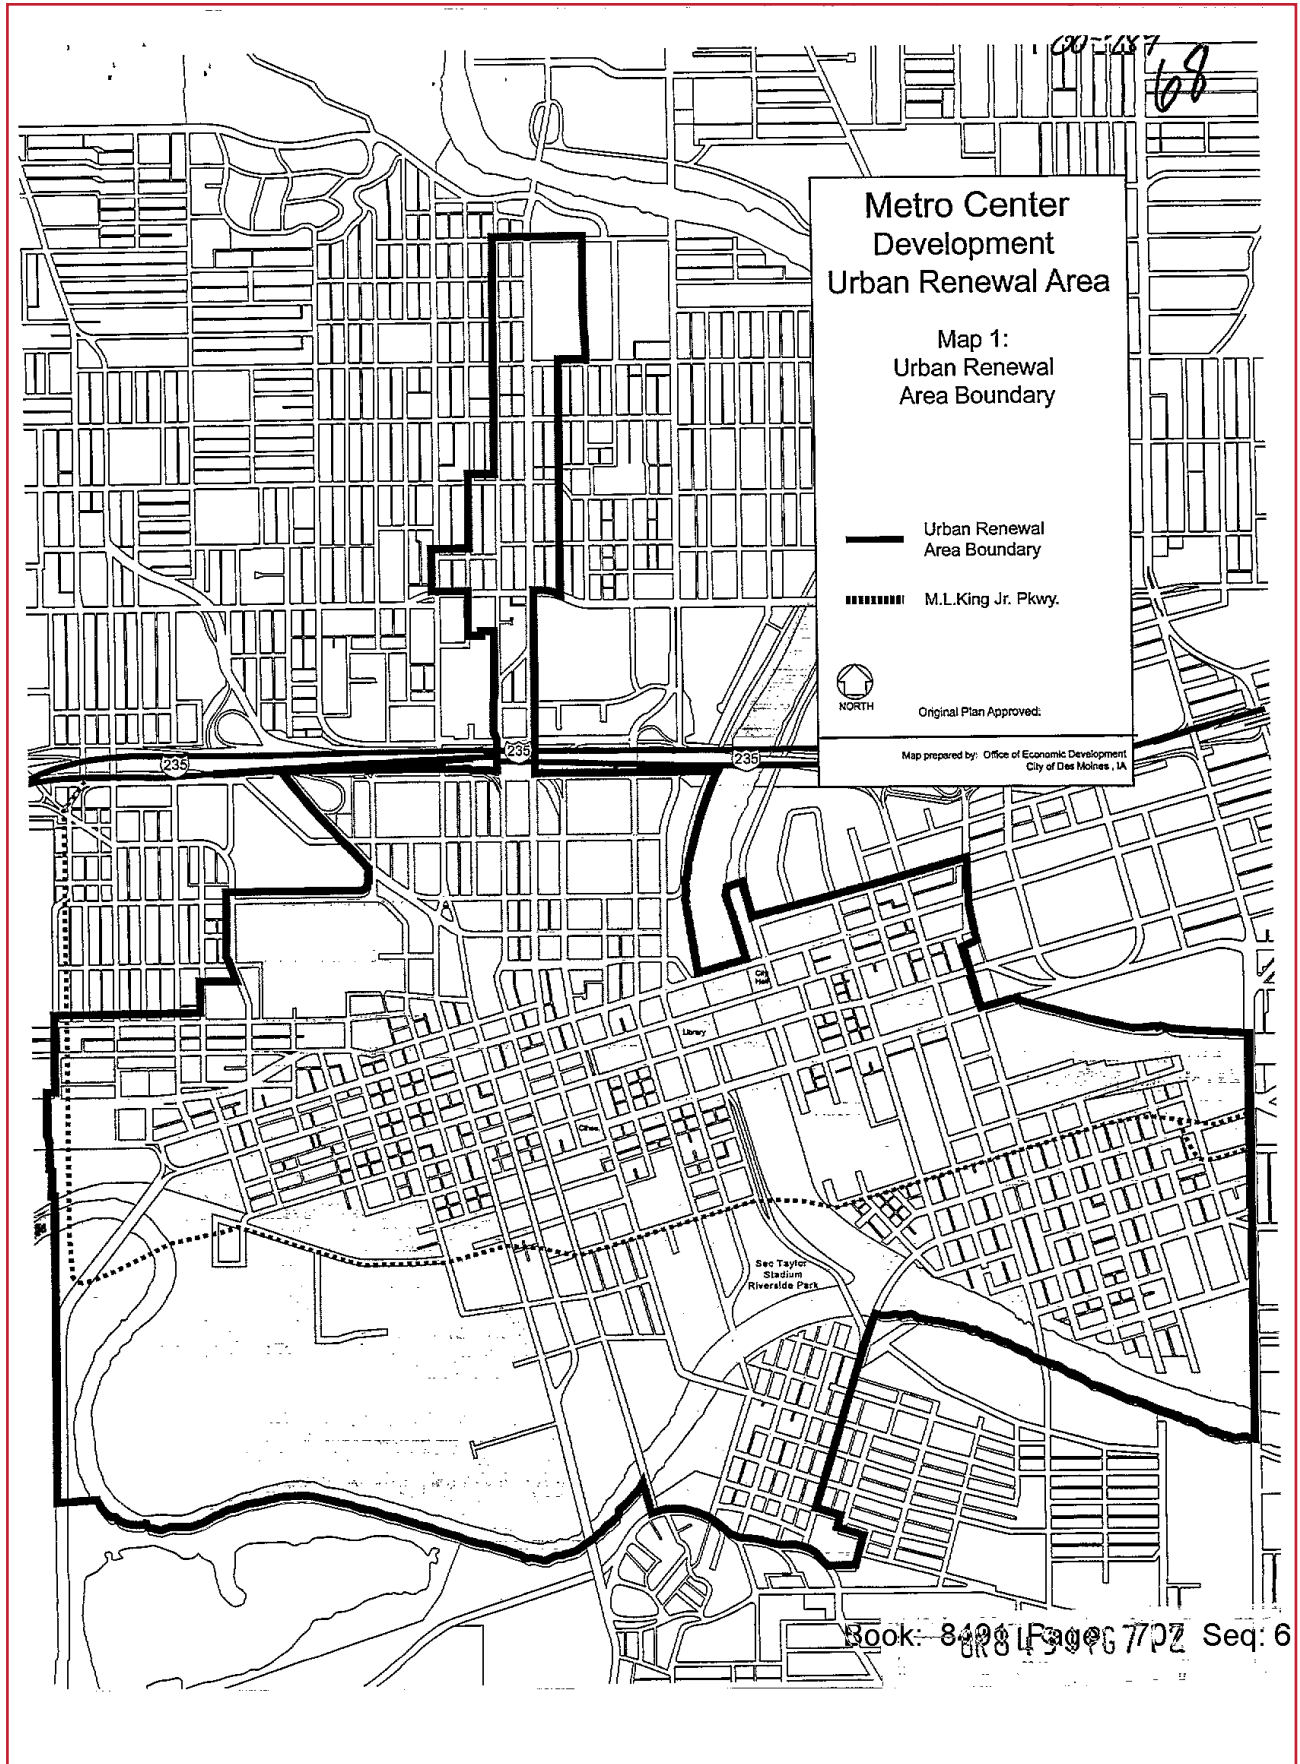 68
Metro Center
Development
Urban Renewal Area
Map 1:
Urban Renewal
Area Boundary
Urban Renewal
Area Boundary
M.L.King Jr. Pkwy.
NORTH
Original Plan Approved:
Map prepared by: Office of Economic Development
City of Des Moines, IA
235
235
235
City
Hall
Library
Sec Taylor
Stadium
Riverside Park
Book: Page: Seq: 6